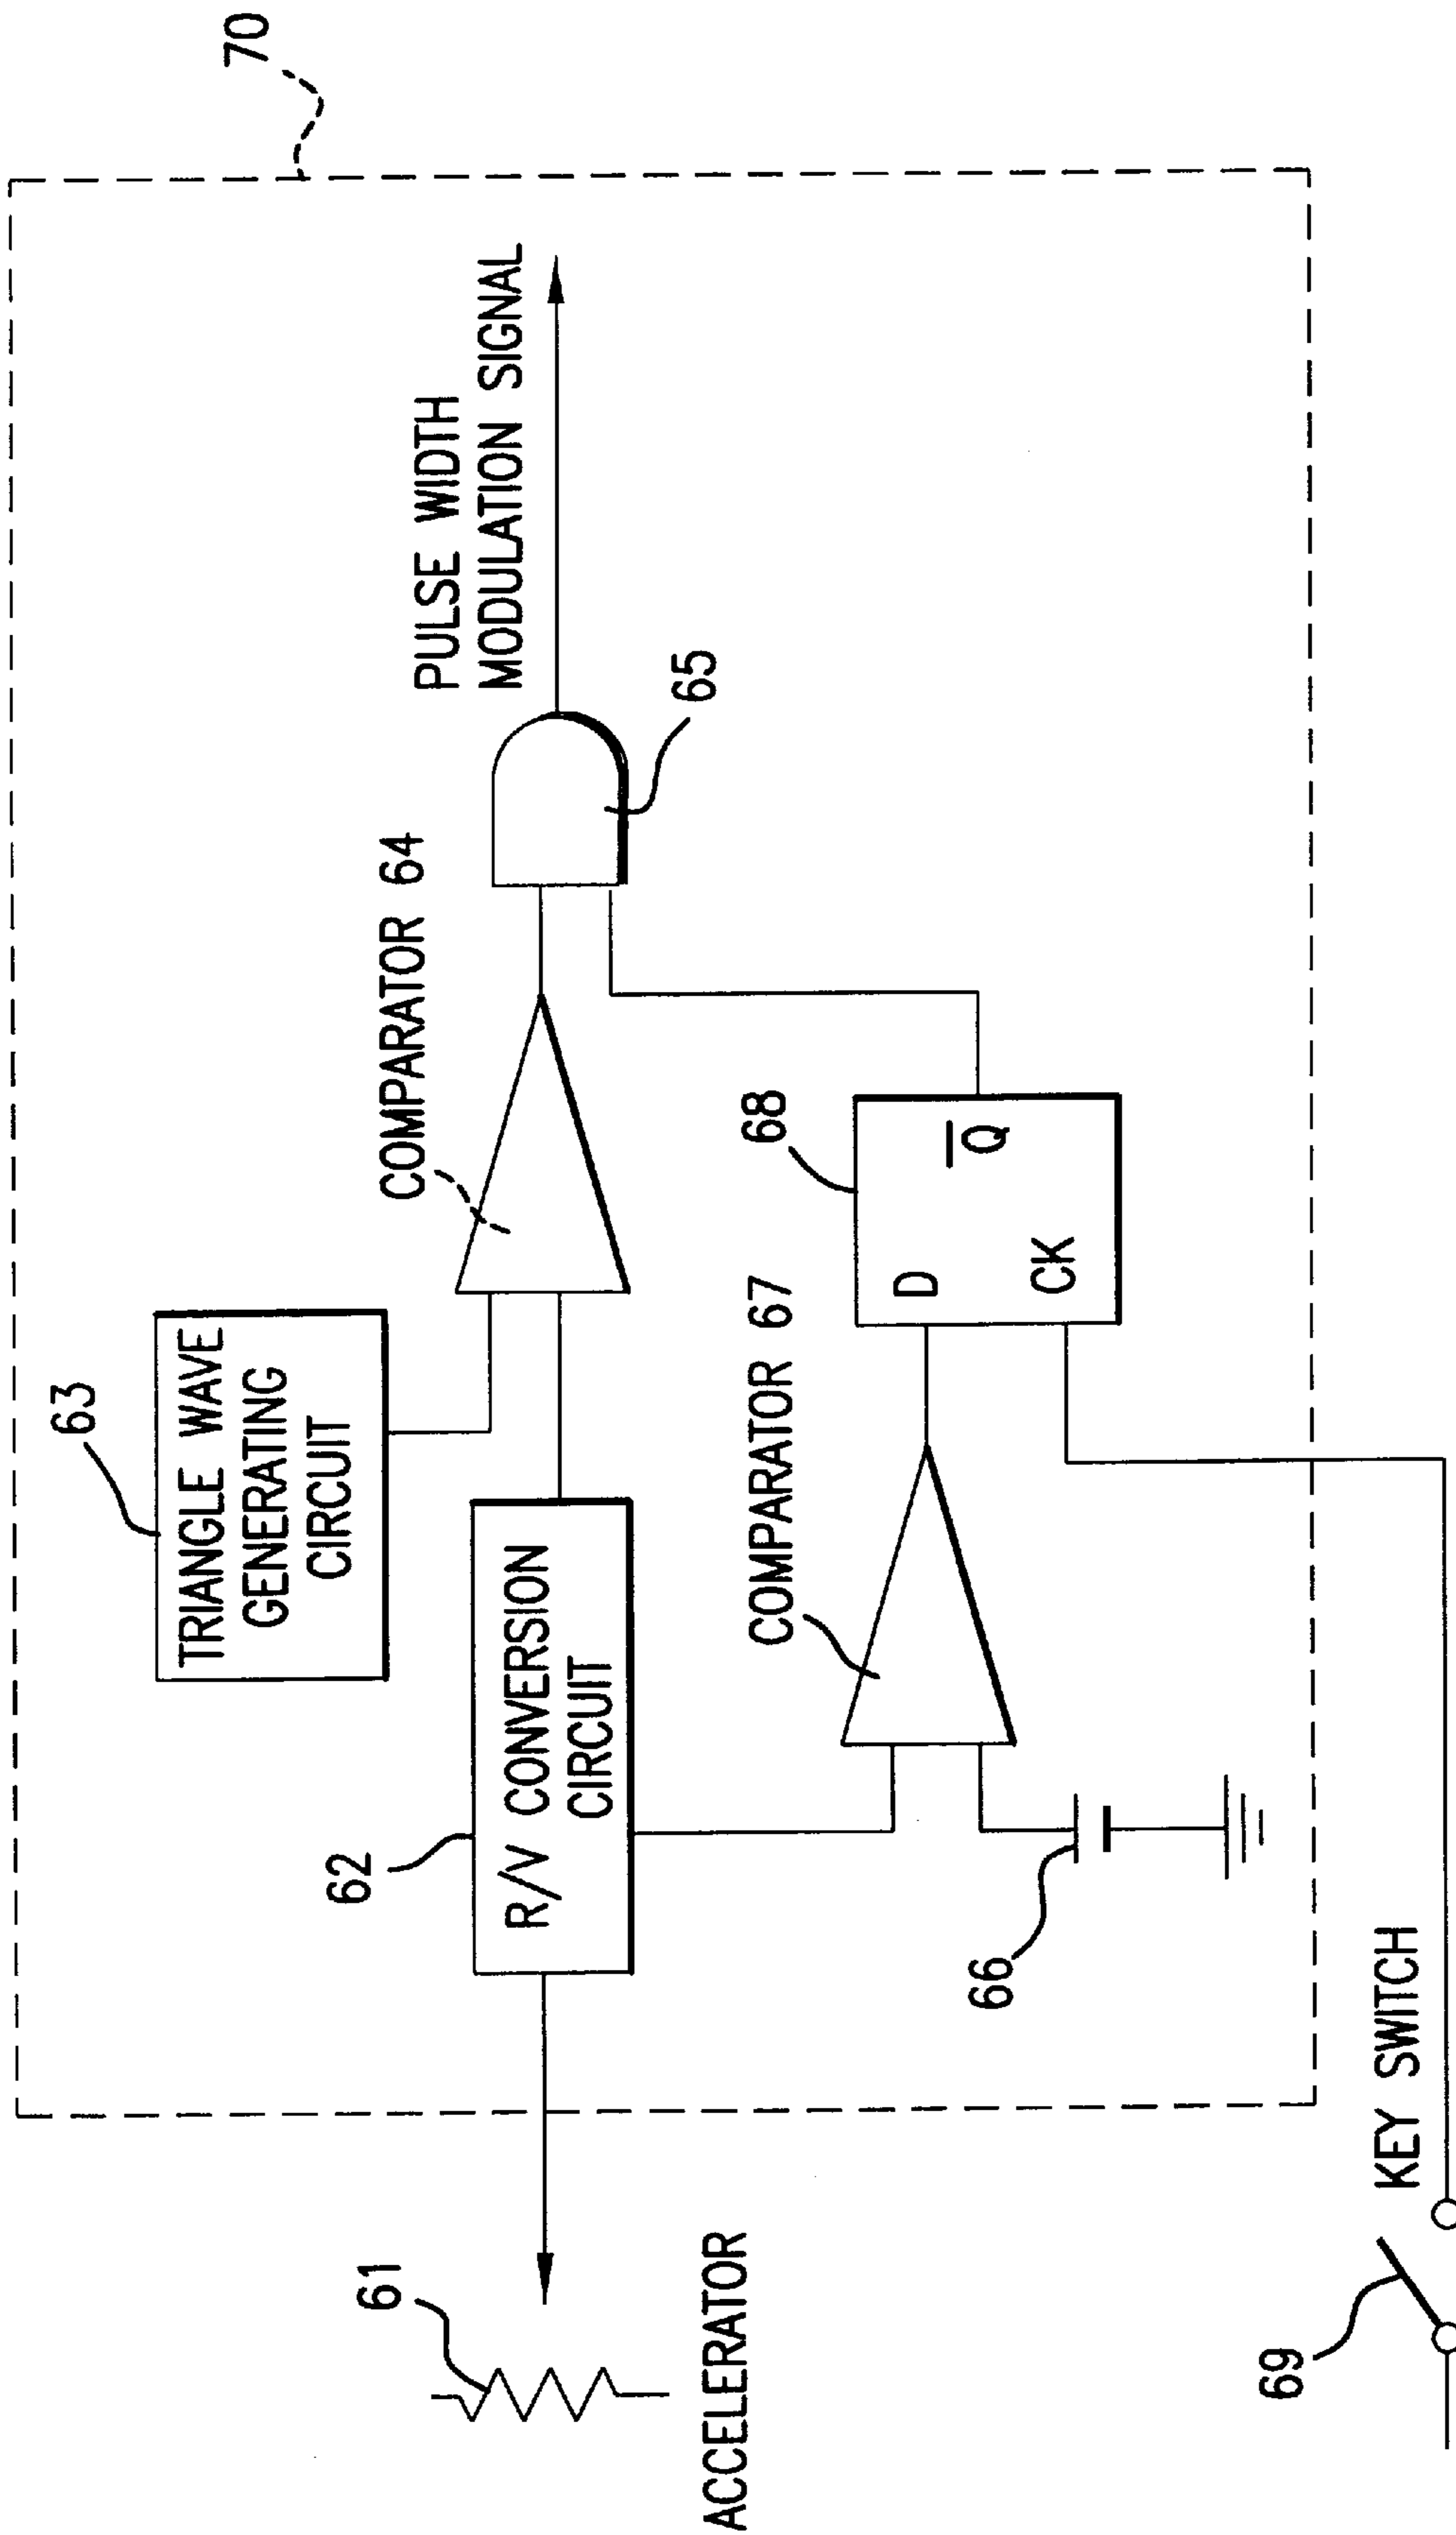 70
63
TRIANGLE WAVE
GENERATING
CIRCUIT
COMPARATOR 64
PULSE WIDTH
MODULATION SIGNAL
65
61
ACCELERATOR
62
R/V CONVERSION
CIRCUIT
COMPARATOR 67
66
68
D
CK
Q̅
69
KEY SWITCH